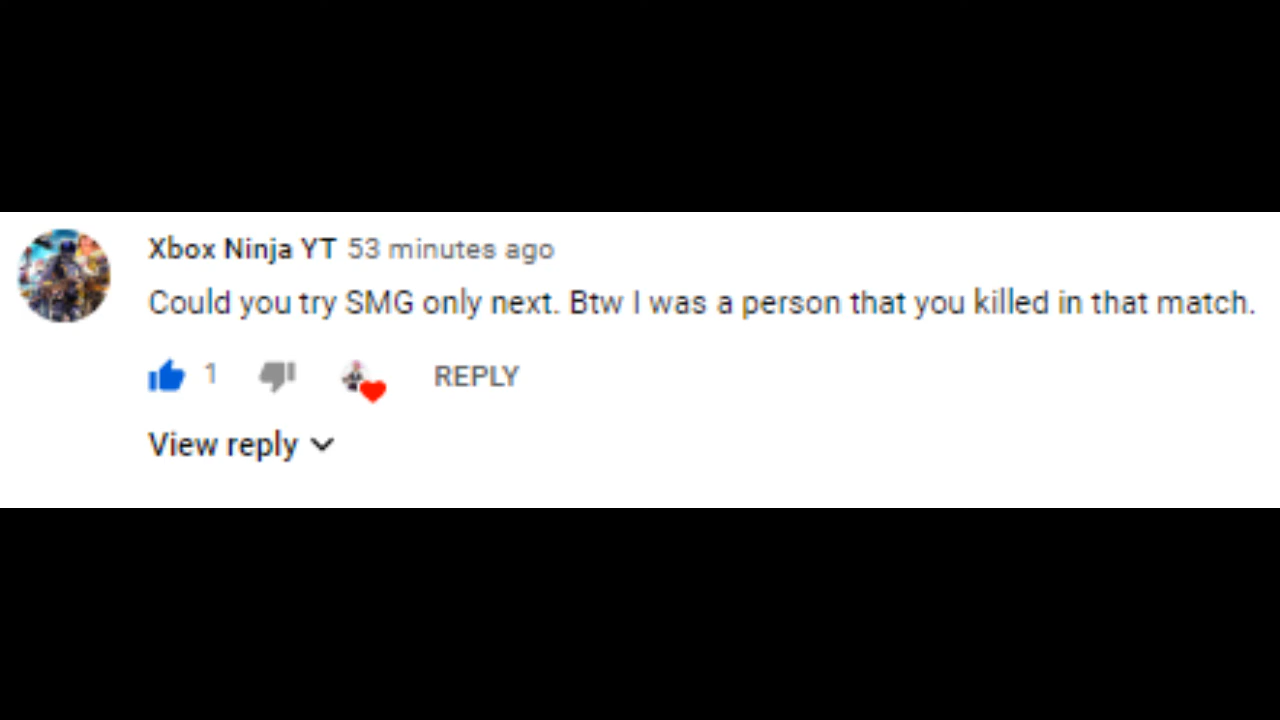 Xbox Ninja YT 53 minutes ago
Could you try SMG only next. Btw I was a person that you killed in that match.
1 REPLY
View reply